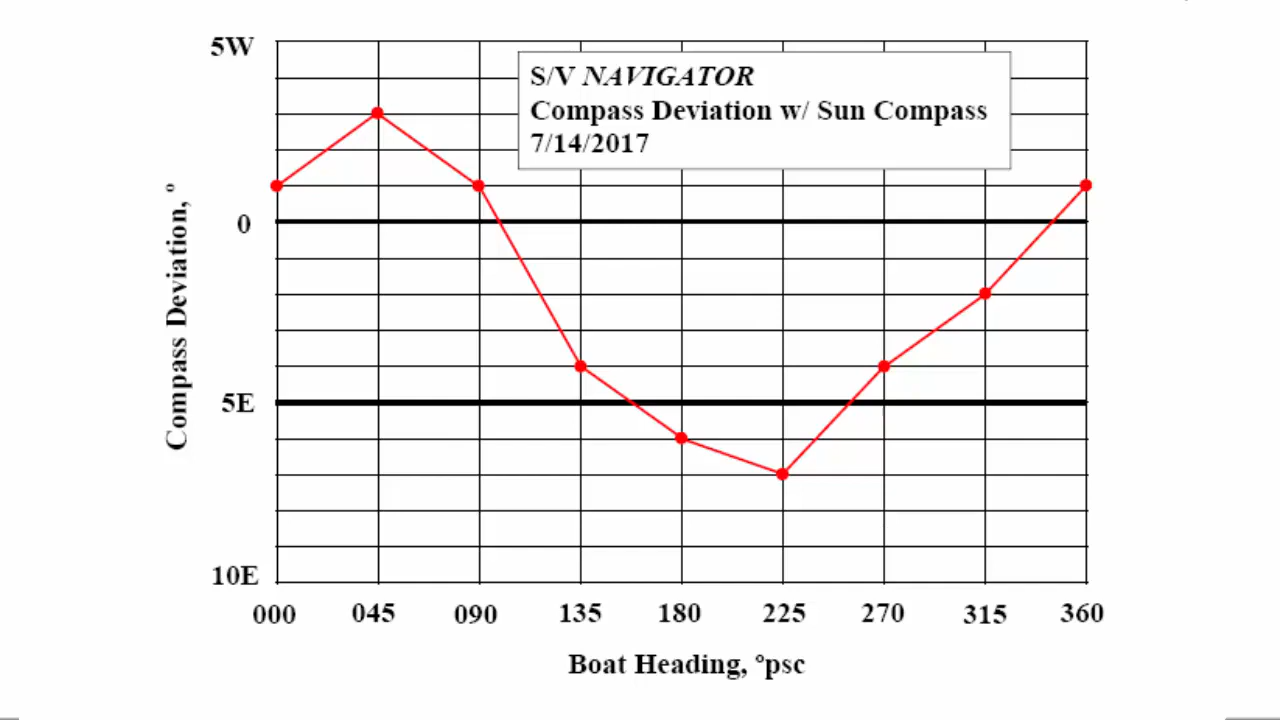 5W
S/V NAVIGATOR
Compass Deviation w/ Sun Compass
7/14/2017
0
5E
10E
Compass Deviation, º
000 045 090 135 180 225 270 315 360
Boat Heading, ºpsc